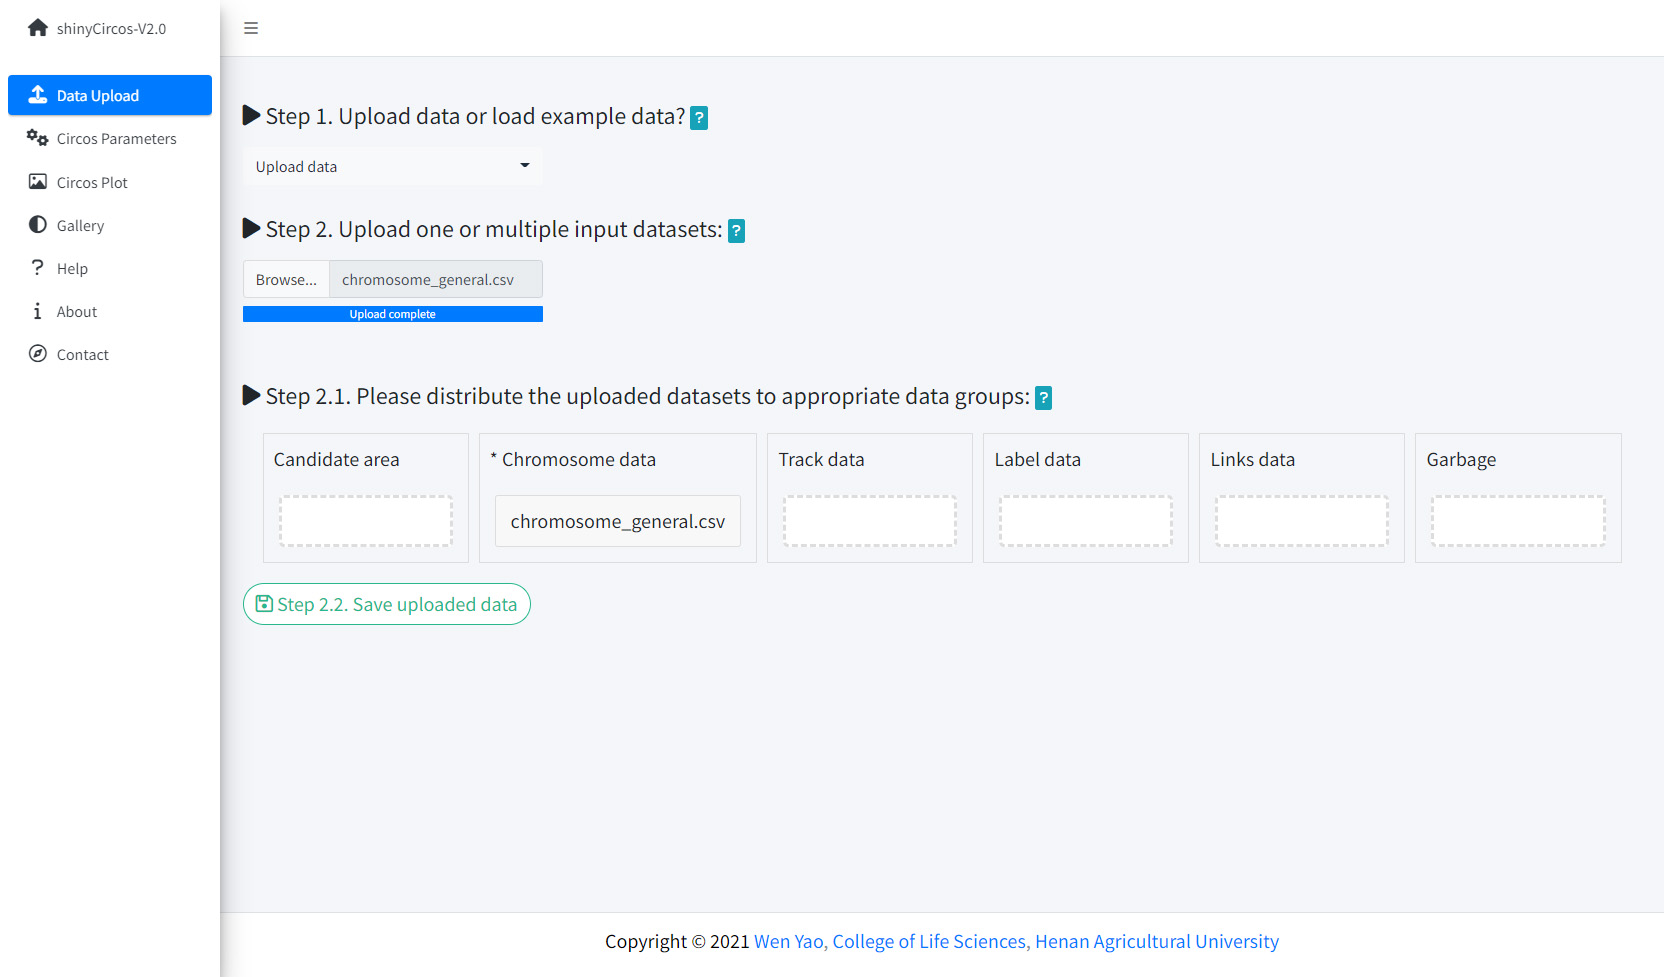 shinyCircos-V2.0
Data Upload
Circos Parameters
Circos Plot
Gallery
Help
About
Contact
Step 1. Upload data or load example data? ?
Upload data
Step 2. Upload one or multiple input datasets: ?
Browse... chromosome_general.csv
Upload complete
Step 2.1. Please distribute the uploaded datasets to appropriate data groups: ?
Candidate area
* Chromosome data
chromosome_general.csv
Track data
Label data
Links data
Garbage
Step 2.2. Save uploaded data
Copyright © 2021 Wen Yao, College of Life Sciences, Henan Agricultural University